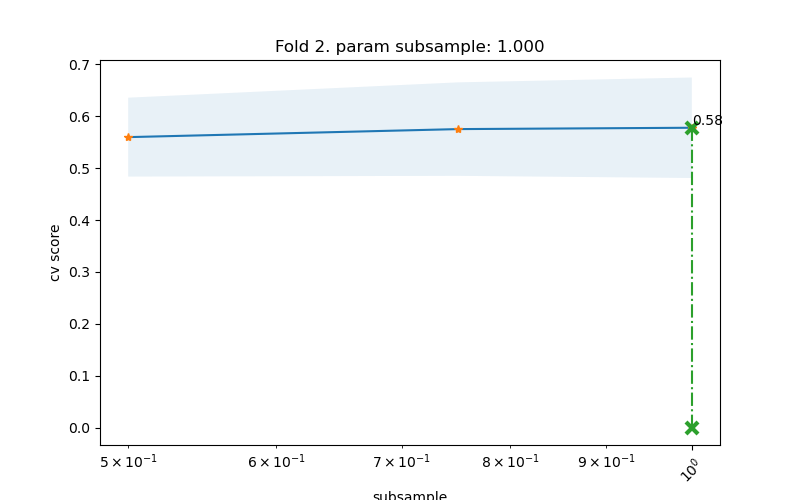 Fold 2. param subsample: 1.000
0.7
0.6
0.5
0.4
0.3
0.2
0.1
0.0
cv score
0.58
5 × 10⁻¹
6 × 10⁻¹
7 × 10⁻¹
8 × 10⁻¹
9 × 10⁻¹
10⁰
subsample